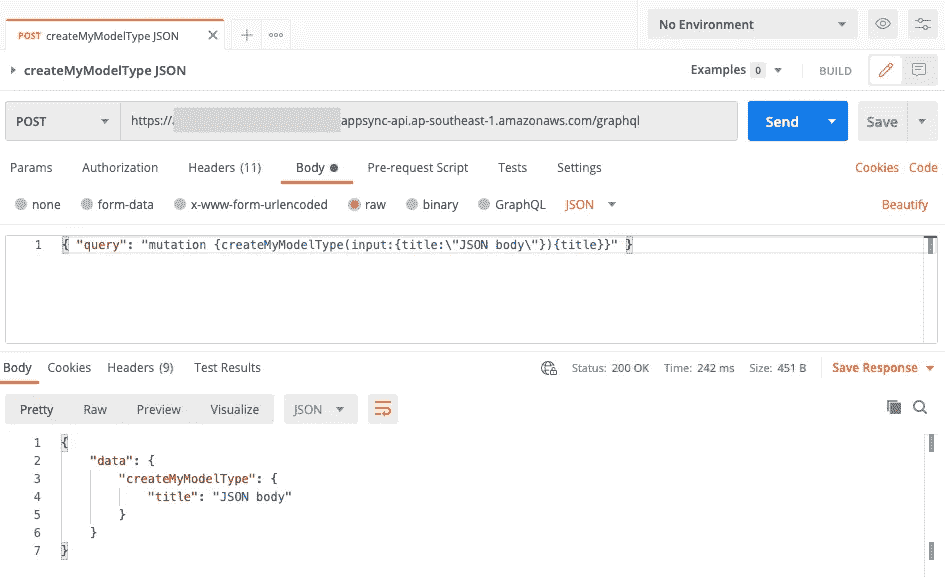 POST createMyModelType JSON
No Environment
createMyModelType JSON
Examples 0
BUILD
POST
https://
appsync-api.ap-southeast-1.amazonaws.com/graphql
Send
Save
Params Authorization Headers (11) Body Pre-request Script Tests Settings Cookies Code
none form-data x-www-form-urlencoded raw binary GraphQL JSON Beautify
1 { "query": "mutation {createMyModelType(input:{title:\"JSON body\"}){title}}" }
Body Cookies Headers (9) Test Results Status: 200 OK Time: 242 ms Size: 451 B Save Response
Pretty Raw Preview Visualize JSON
1 {
2 "data": {
3 "createMyModelType": {
4 "title": "JSON body"
5 }
6 }
7 }